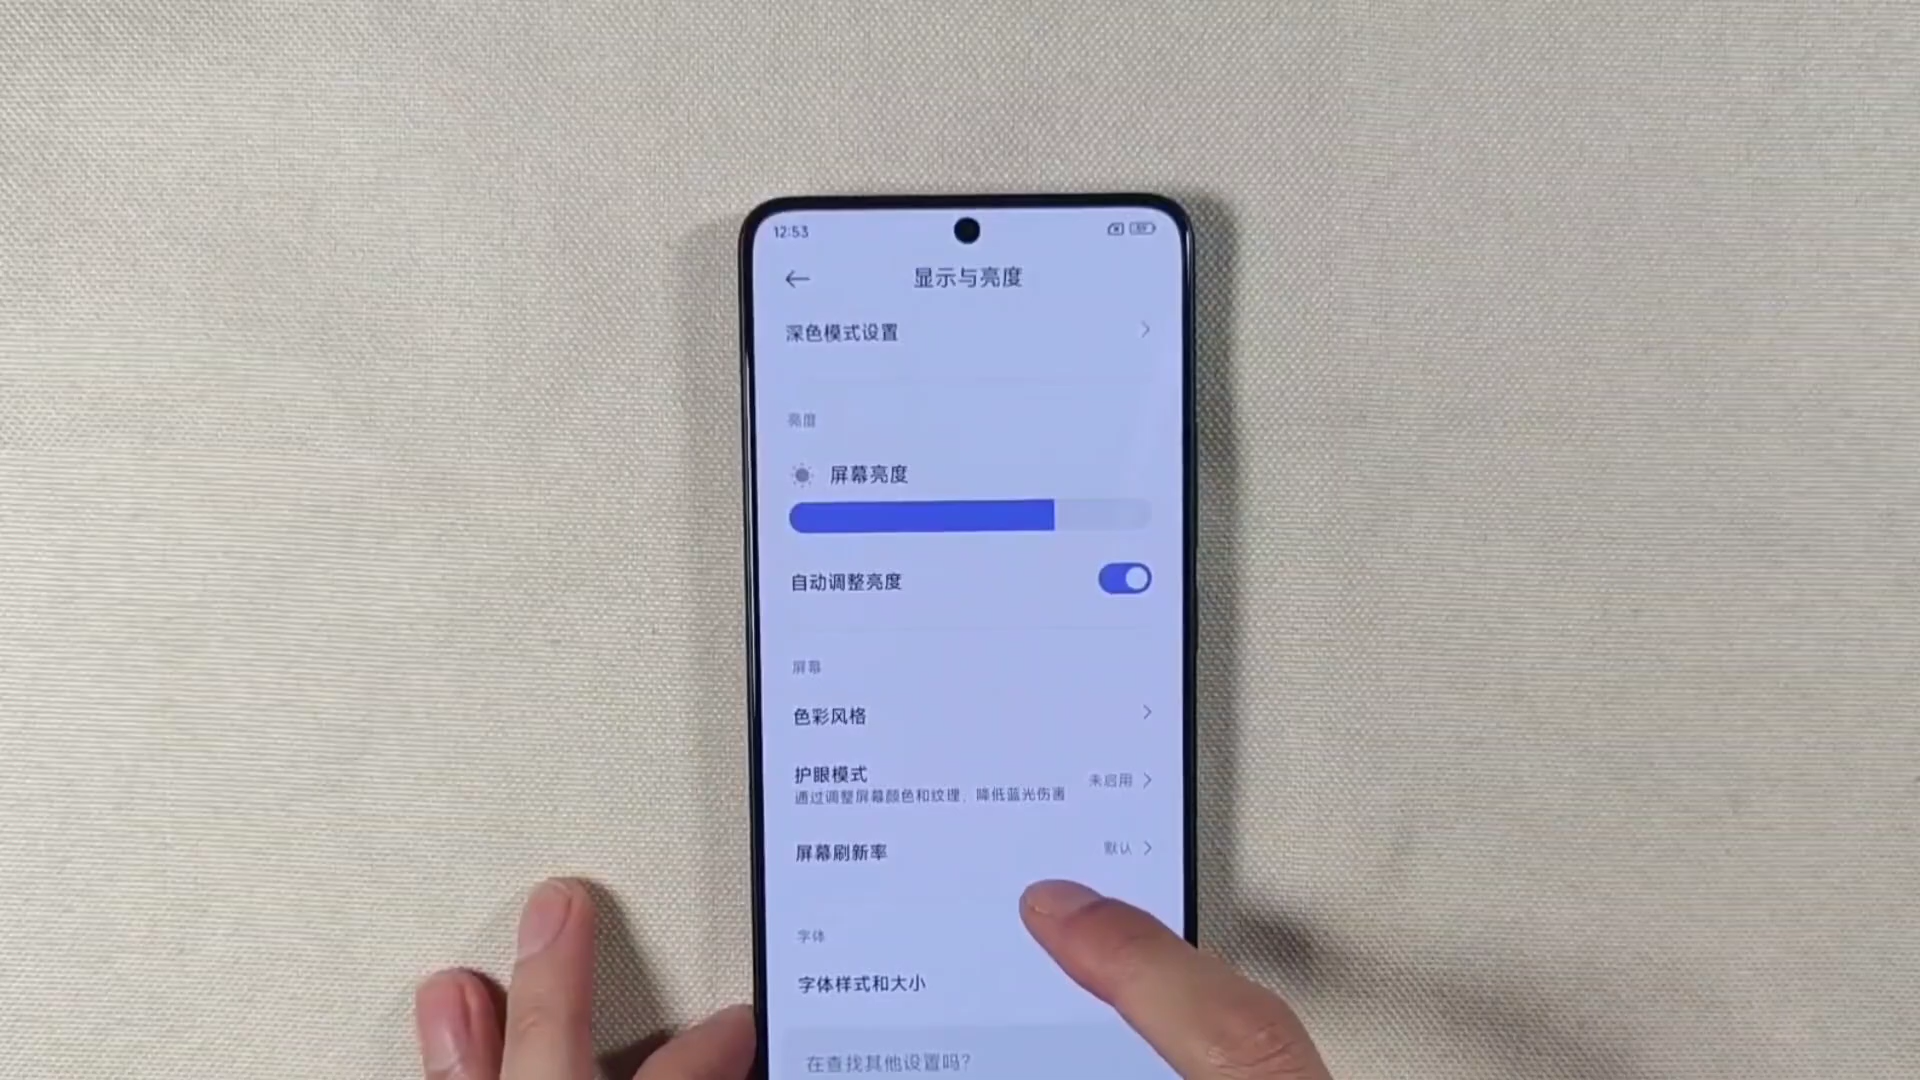 12:53
显示与亮度
深色模式设置
亮度
屏幕亮度
自动调整亮度
屏幕
色彩风格
护眼模式
未启用
通过调整屏幕颜色和纹理，降低蓝光伤害
屏幕刷新率
默认
字体
字体样式和大小
在查找其他设置吗？